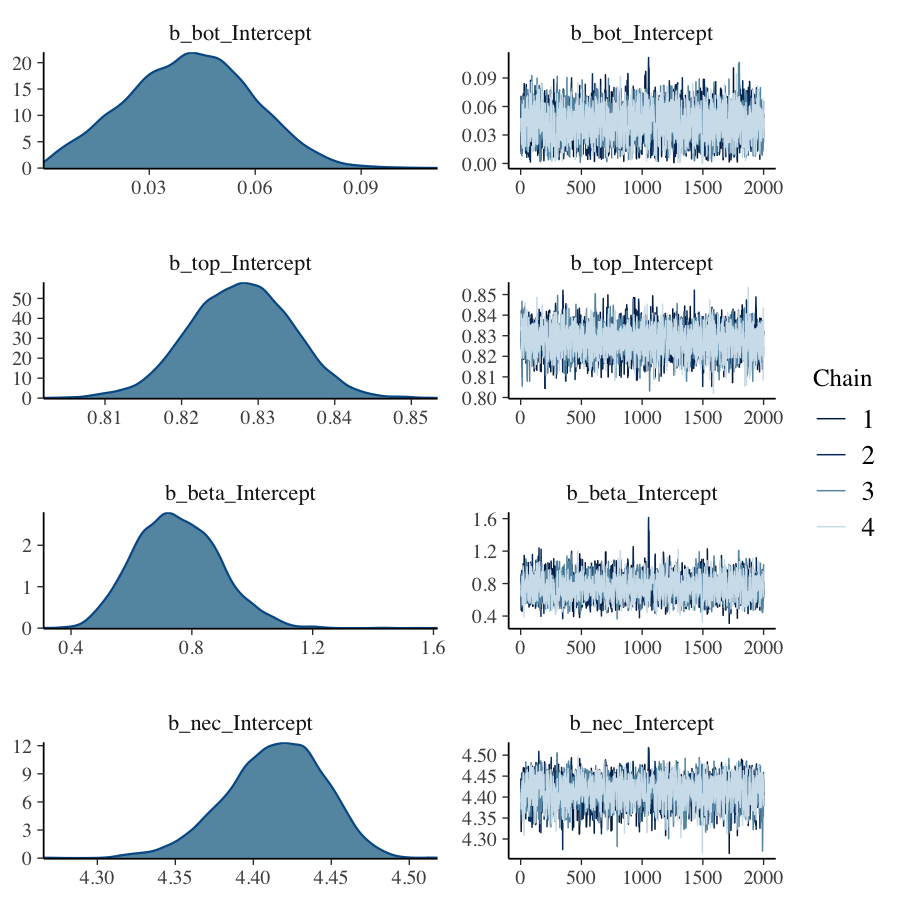 b_bot_Intercept
20
15
10
5
0
0.03 0.06 0.09
b_bot_Intercept
0.09
0.06
0.03
0.00
0 500 1000 1500 2000
b_top_Intercept
50
40
30
20
10
0
0.81 0.82 0.83 0.84 0.85
b_top_Intercept
0.85
0.84
0.83
0.82
0.81
0.80
0 500 1000 1500 2000
b_beta_Intercept
2
1
0
0.4 0.8 1.2 1.6
b_beta_Intercept
1.6
1.2
0.8
0.4
0 500 1000 1500 2000
b_nec_Intercept
12
9
6
3
0
4.30 4.35 4.40 4.45 4.50
b_nec_Intercept
4.50
4.45
4.40
4.35
4.30
0 500 1000 1500 2000
Chain
1
2
3
4